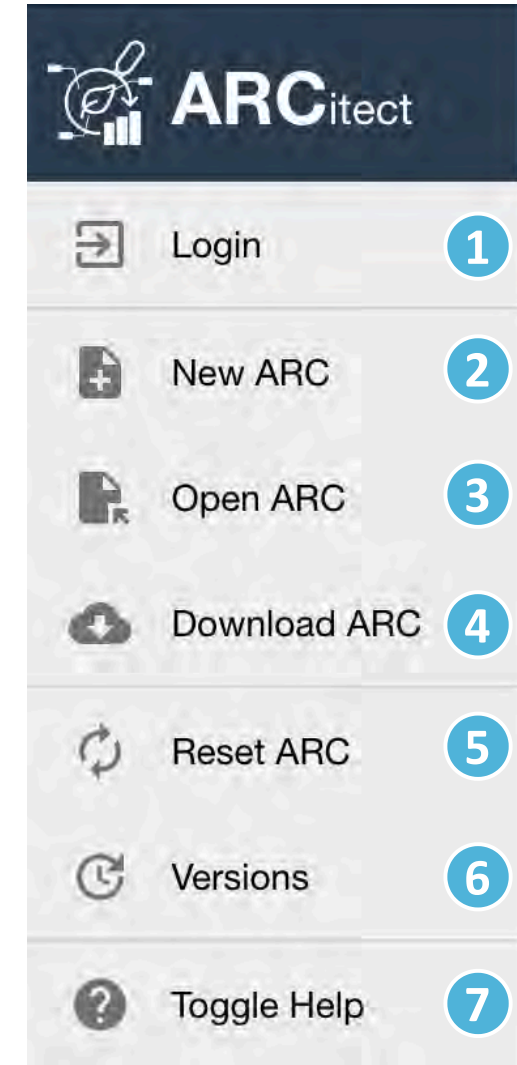 ARCitect
Login 1
New ARC 2
Open ARC 3
Download ARC 4
Reset ARC 5
Versions 6
Toggle Help 7